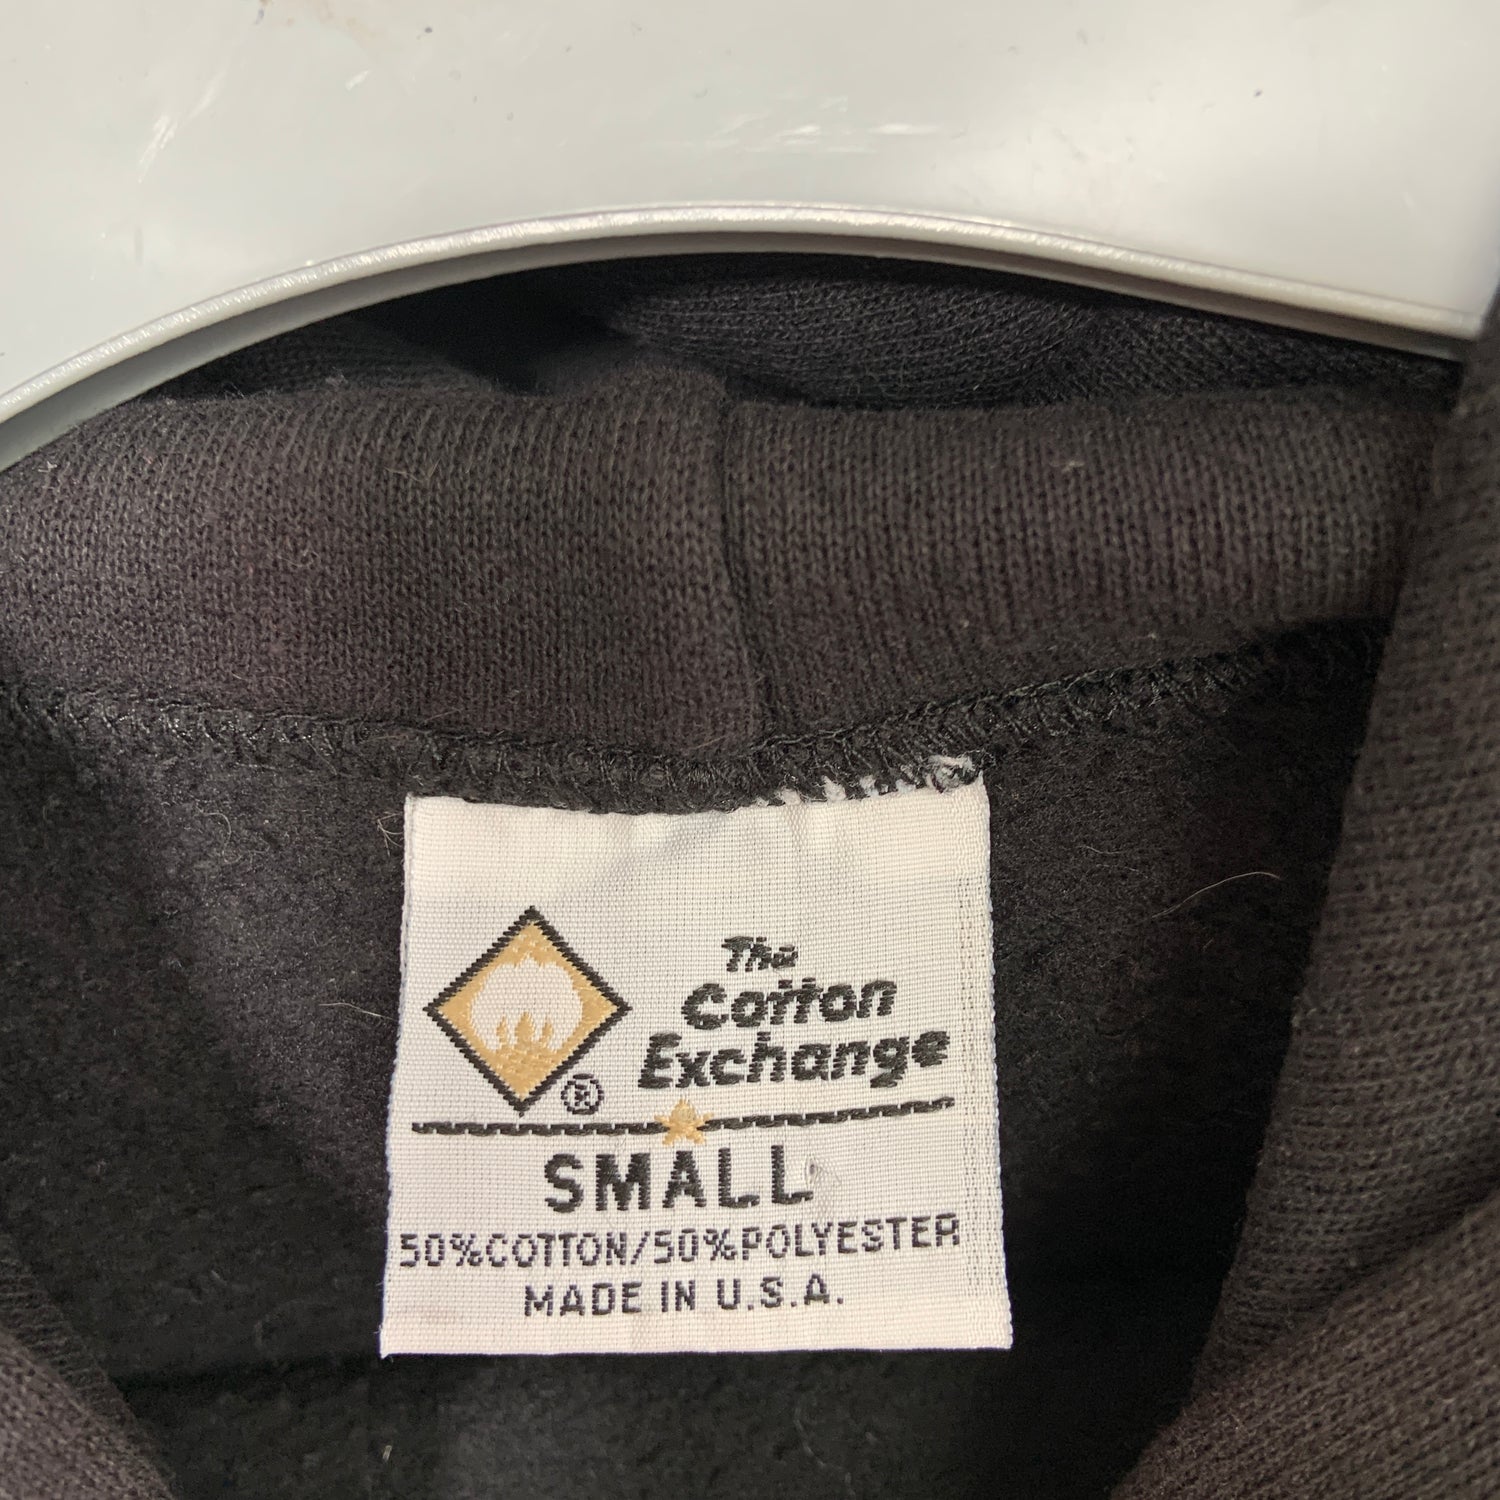 The
Cotton
Exchange
®
SMALL
50%COTTON/50%POLYESTER
MADE IN U.S.A.